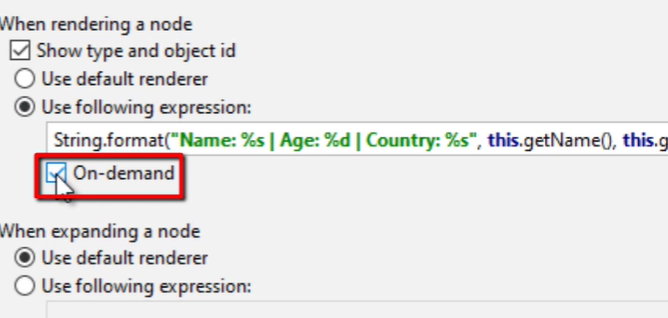 When rendering a node
Show type and object id
Use default renderer
Use following expression:
String.format("Name: %s | Age: %d | Country: %s", this.getName(), this.g
On-demand
When expanding a node
Use default renderer
Use following expression: